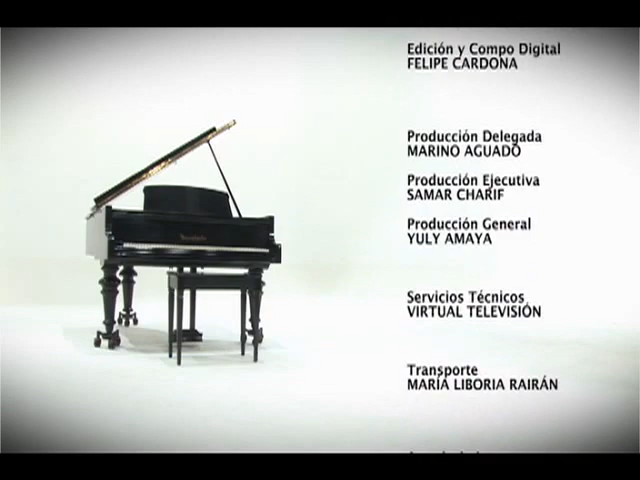 Edición y Compo Digital
FELIPE CARDONA
Producción Delegada
MARINO AGUADO
Producción Ejecutiva
SAMAR CHARIF
Producción General
YULY AMAYA
Servicios Técnicos
VIRTUAL TELEVISIÓN
Transporte
MARÍA LIBORIA RAIRÁN